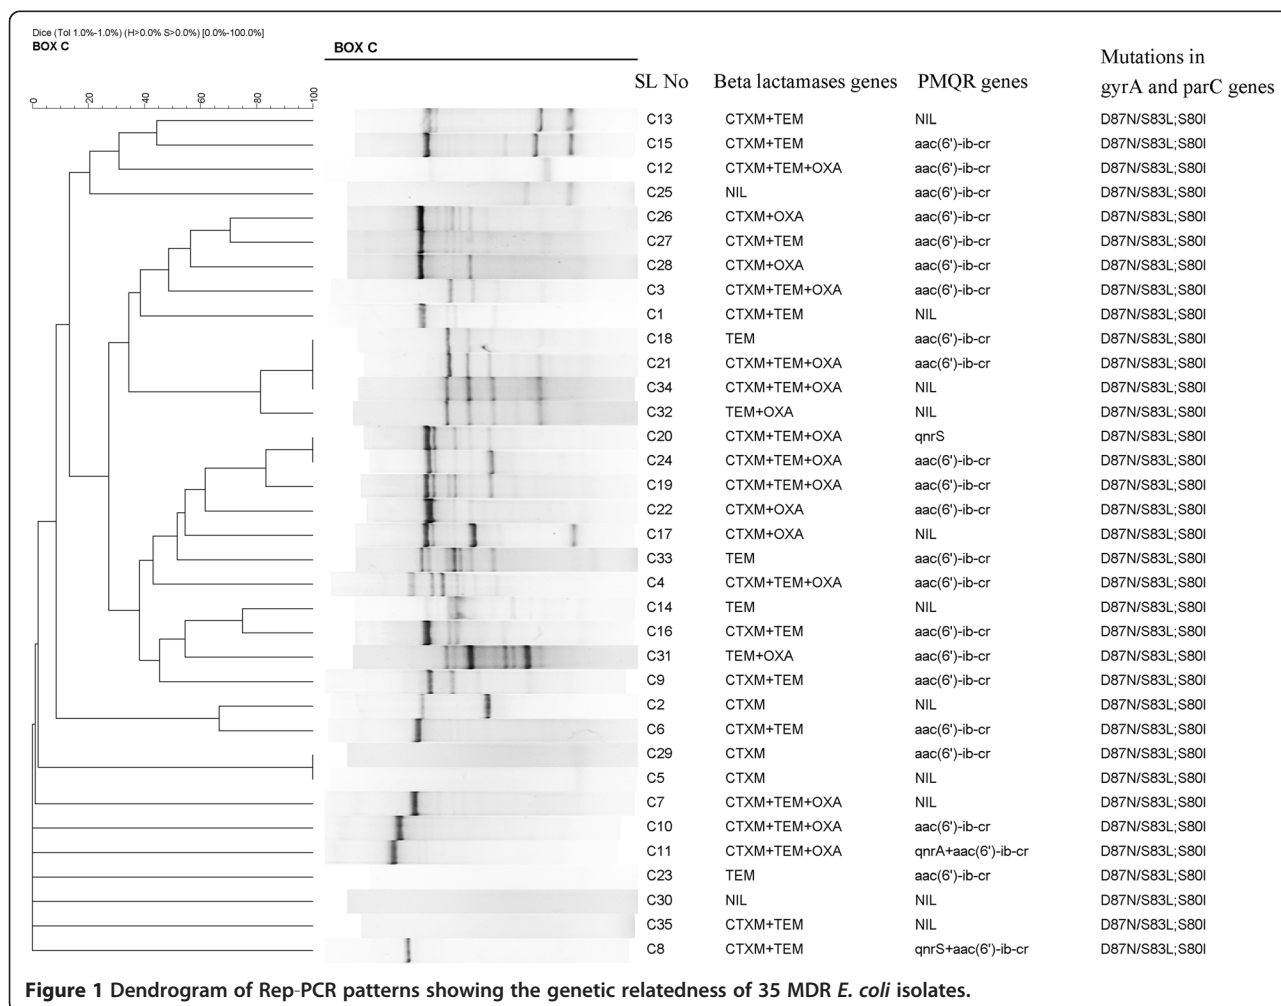 Dice (Tol 1.0%-1.0%) (H>0.0% S>0.0%) [0.0%-100.0%]
BOX C
BOX C
0 20 40 60 80 100
SL No Beta lactamases genes PMQR genes Mutations in gyrA and parC genes
C13 CTXM+TEM NIL D87N/S83L;S80I
C15 CTXM+TEM aac(6')-ib-cr D87N/S83L;S80I
C12 CTXM+TEM+OXA aac(6')-ib-cr D87N/S83L;S80I
C25 NIL aac(6')-ib-cr D87N/S83L;S80I
C26 CTXM+OXA aac(6')-ib-cr D87N/S83L;S80I
C27 CTXM+TEM aac(6')-ib-cr D87N/S83L;S80I
C28 CTXM+OXA aac(6')-ib-cr D87N/S83L;S80I
C3 CTXM+TEM+OXA aac(6')-ib-cr D87N/S83L;S80I
C1 CTXM+TEM NIL D87N/S83L;S80I
C18 TEM aac(6')-ib-cr D87N/S83L;S80I
C21 CTXM+TEM+OXA aac(6')-ib-cr D87N/S83L;S80I
C34 CTXM+TEM+OXA NIL D87N/S83L;S80I
C32 TEM+OXA NIL D87N/S83L;S80I
C20 CTXM+TEM+OXA qnrS D87N/S83L;S80I
C24 CTXM+TEM+OXA aac(6')-ib-cr D87N/S83L;S80I
C19 CTXM+TEM+OXA aac(6')-ib-cr D87N/S83L;S80I
C22 CTXM+OXA aac(6')-ib-cr D87N/S83L;S80I
C17 CTXM+OXA NIL D87N/S83L;S80I
C33 TEM aac(6')-ib-cr D87N/S83L;S80I
C4 CTXM+TEM+OXA aac(6')-ib-cr D87N/S83L;S80I
C14 TEM NIL D87N/S83L;S80I
C16 CTXM+TEM aac(6')-ib-cr D87N/S83L;S80I
C31 TEM+OXA aac(6')-ib-cr D87N/S83L;S80I
C9 CTXM+TEM aac(6')-ib-cr D87N/S83L;S80I
C2 CTXM NIL D87N/S83L;S80I
C6 CTXM+TEM aac(6')-ib-cr D87N/S83L;S80I
C29 CTXM aac(6')-ib-cr D87N/S83L;S80I
C5 CTXM NIL D87N/S83L;S80I
C7 CTXM+TEM+OXA NIL D87N/S83L;S80I
C10 CTXM+TEM+OXA aac(6')-ib-cr D87N/S83L;S80I
C11 CTXM+TEM+OXA qnrA+aac(6')-ib-cr D87N/S83L;S80I
C23 TEM aac(6')-ib-cr D87N/S83L;S80I
C30 NIL NIL D87N/S83L;S80I
C35 CTXM+TEM NIL D87N/S83L;S80I
C8 CTXM+TEM qnrS+aac(6')-ib-cr D87N/S83L;S80I
Figure 1 Dendrogram of Rep-PCR patterns showing the genetic relatedness of 35 MDR E. coli isolates.